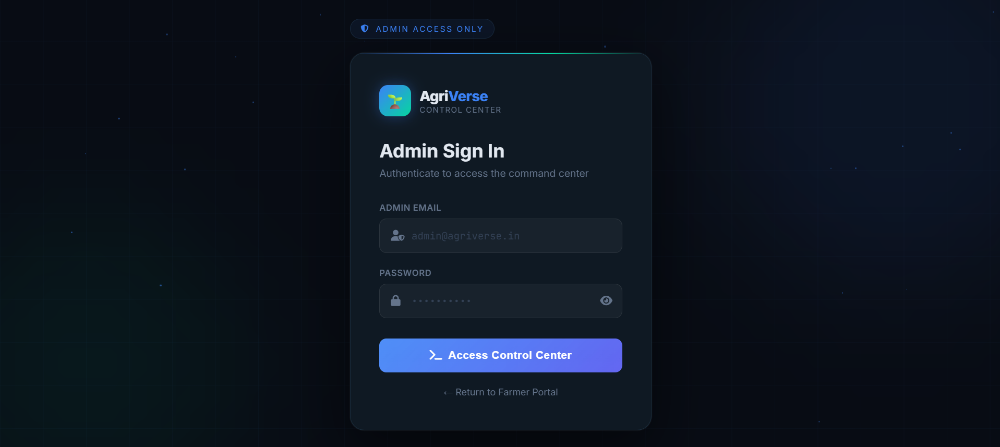 ADMIN ACCESS ONLY
AgriVerse
CONTROL CENTER
Admin Sign In
Authenticate to access the command center
ADMIN EMAIL
admin@agriverse.in
PASSWORD
••••••••••
Access Control Center
← Return to Farmer Portal